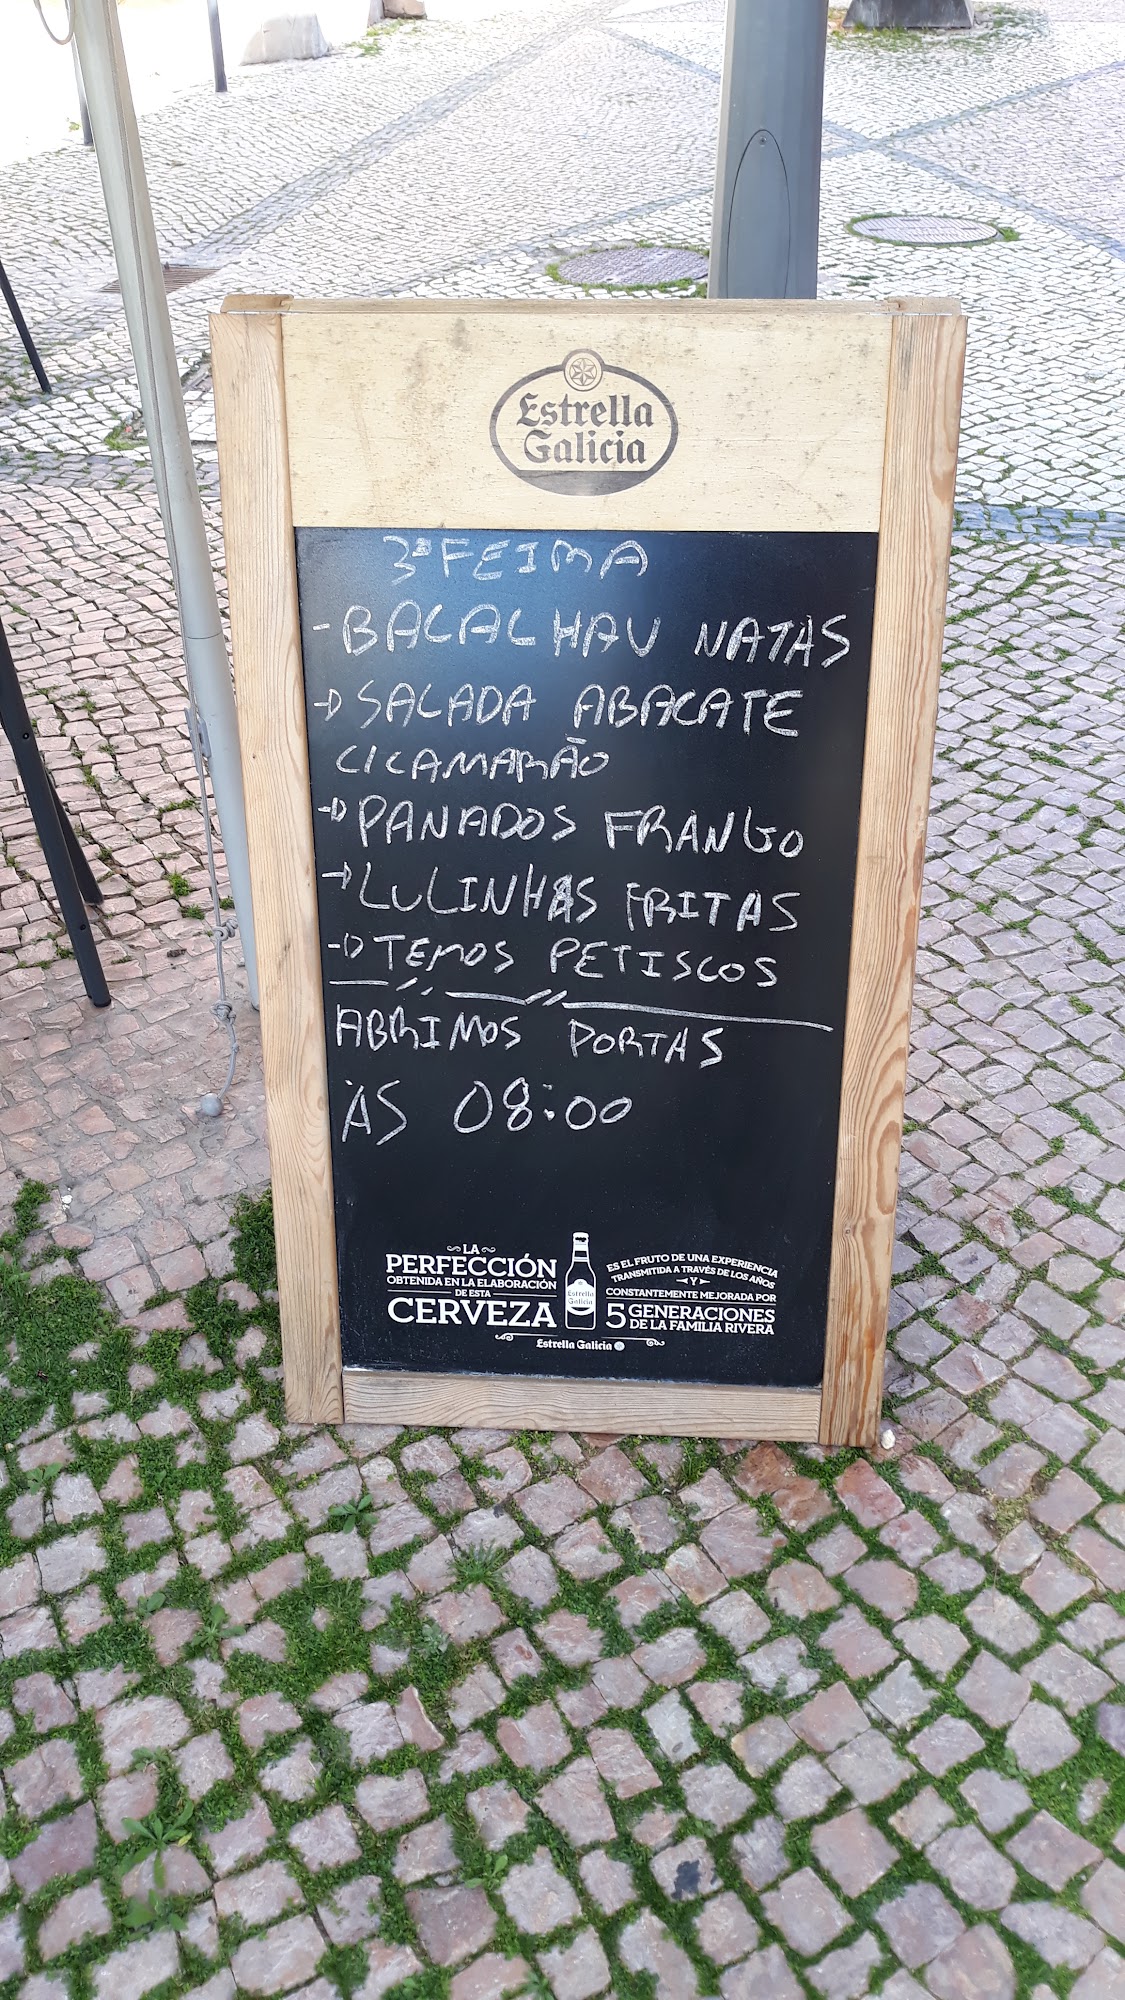 Estrella
Galicia
3ª FEIRA
- BACALHAU NATAS
→ SALADA ABACATE
C/CAMARÃO
→ PANADOS FRANGO
→ LULINHAS FRITAS
→ TEMOS PETISCOS
ABRIMOS PORTAS
ÀS 08:00
LA
PERFECCIÓN
OBTENIDA EN LA ELABORACIÓN
DE ESTA
CERVEZA
Estrella
Galicia
ES EL FRUTO DE UNA EXPERIENCIA
TRANSMITIDA A TRAVÉS DE LOS AÑOS
Y
CONSTANTEMENTE MEJORADA POR
5 GENERACIONES
DE LA FAMILIA RIVERA
Estrella Galicia